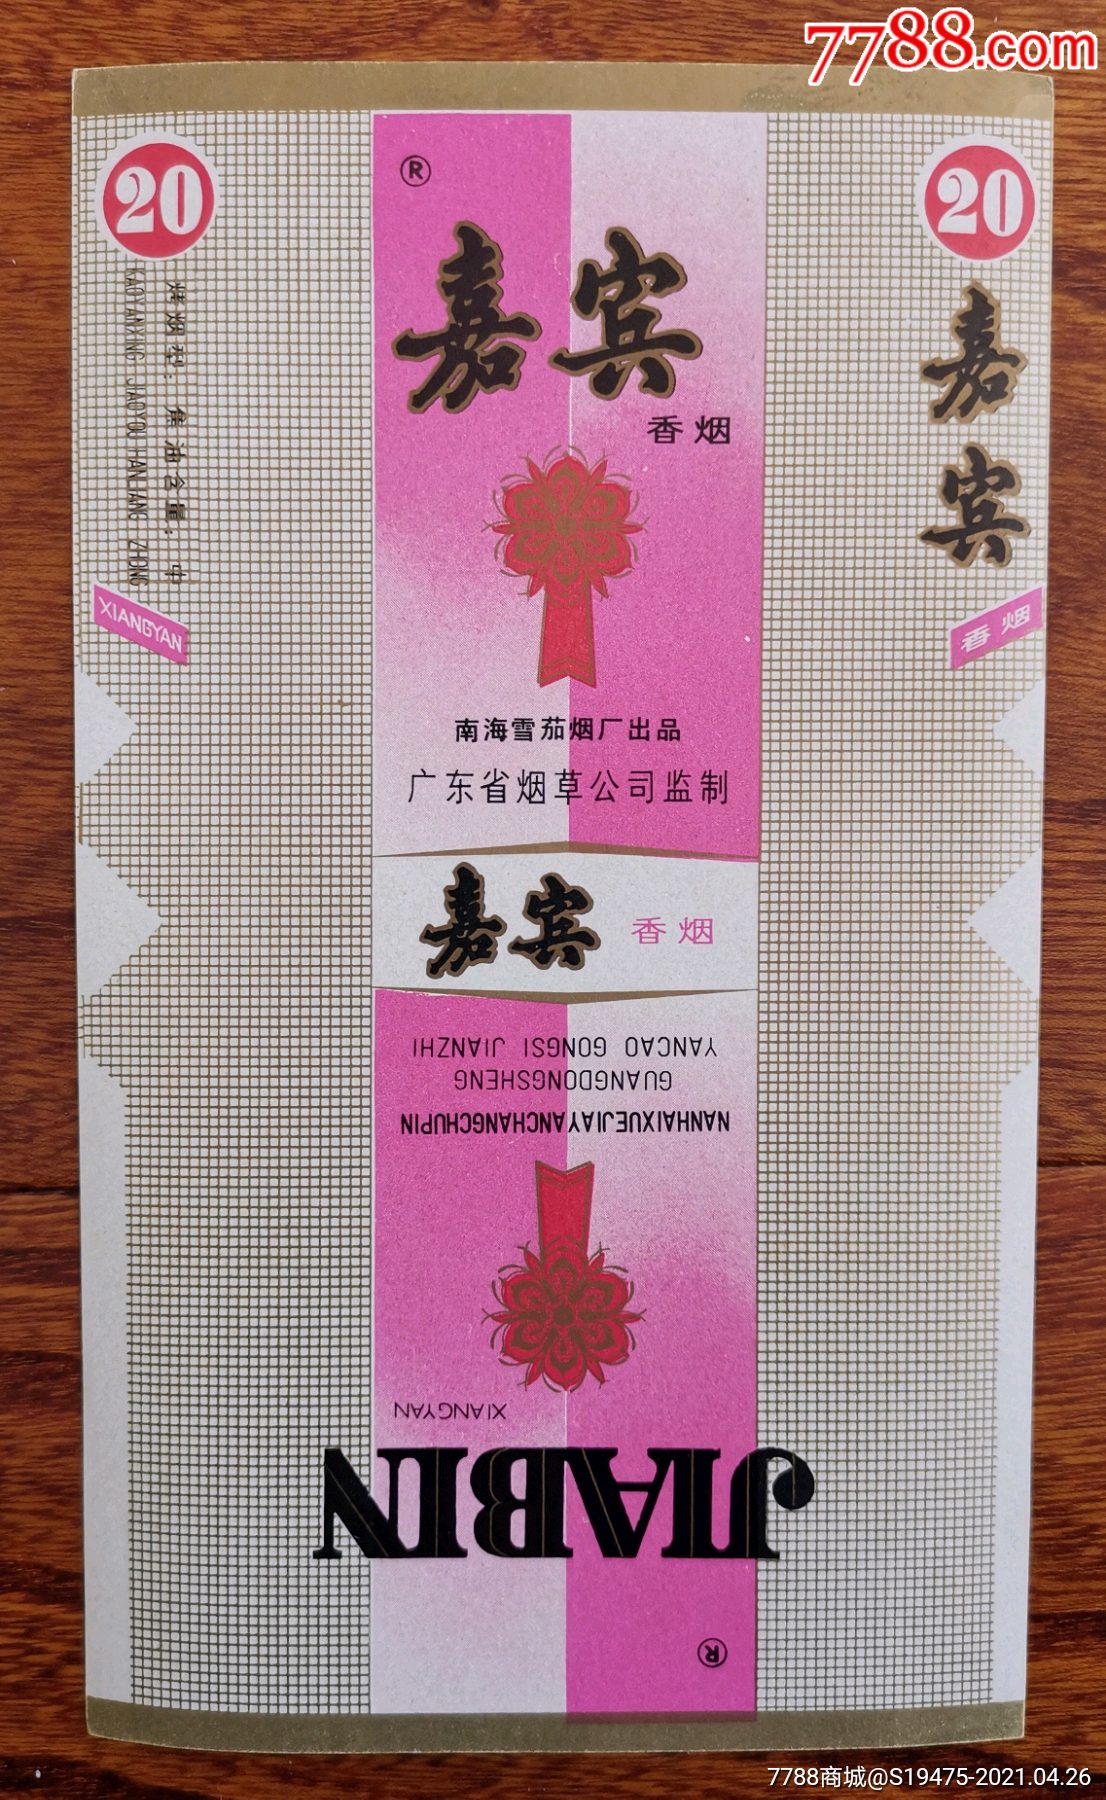 7788.com
®
20
20
嘉宾
香烟
烤烟型: 焦油含量: 中
KAOYANXING JIAOYOU HANLIANG ZHONG
XIANGYAN
嘉宾
香烟
南海雪茄烟厂出品
广东省烟草公司监制
嘉宾 香烟
YANCAO GONGSI JIANZHI
GUANGDONGSHENG
NANHAIXUEJIAYANCHANGCHUPIN
XIANGYAN
JIABIN
®
7788商城@S19475-2021.04.26